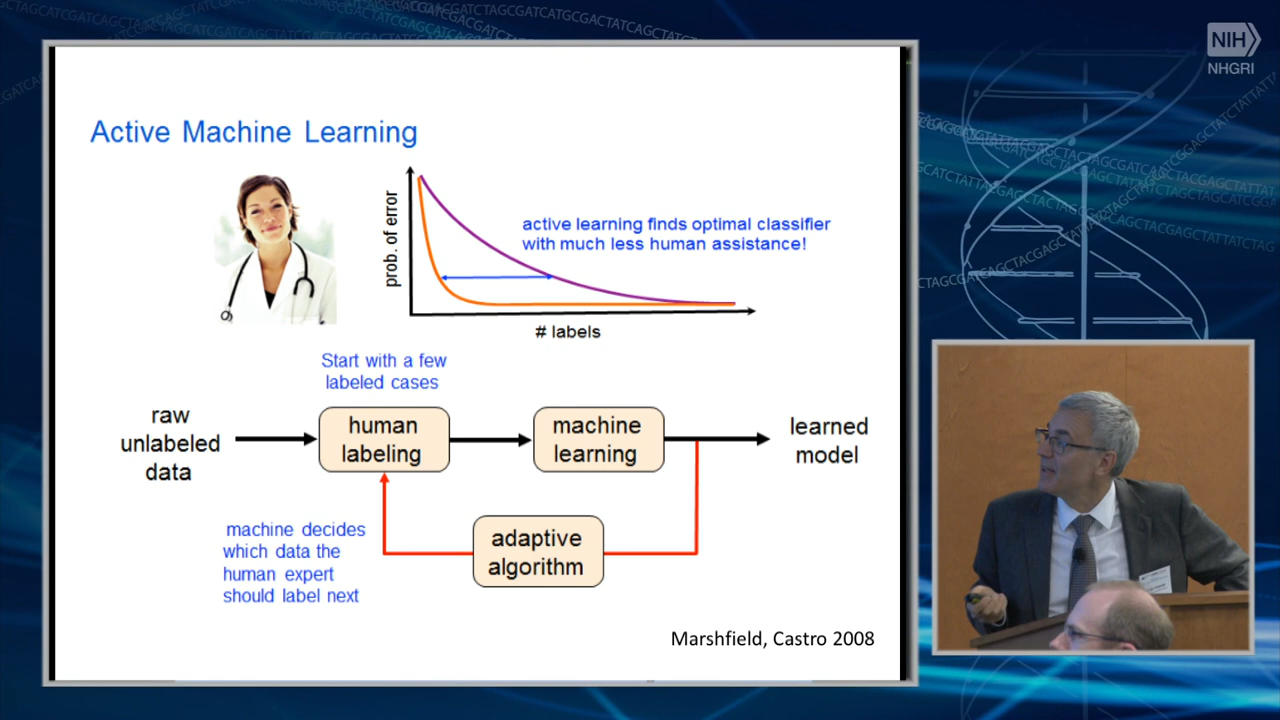 NIH
NHGRI
Active Machine Learning
prob. of error
active learning finds optimal classifier
with much less human assistance!
# labels
Start with a few
labeled cases
raw
unlabeled
data
human
labeling
machine
learning
learned
model
machine decides
which data the
human expert
should label next
adaptive
algorithm
Marshfield, Castro 2008